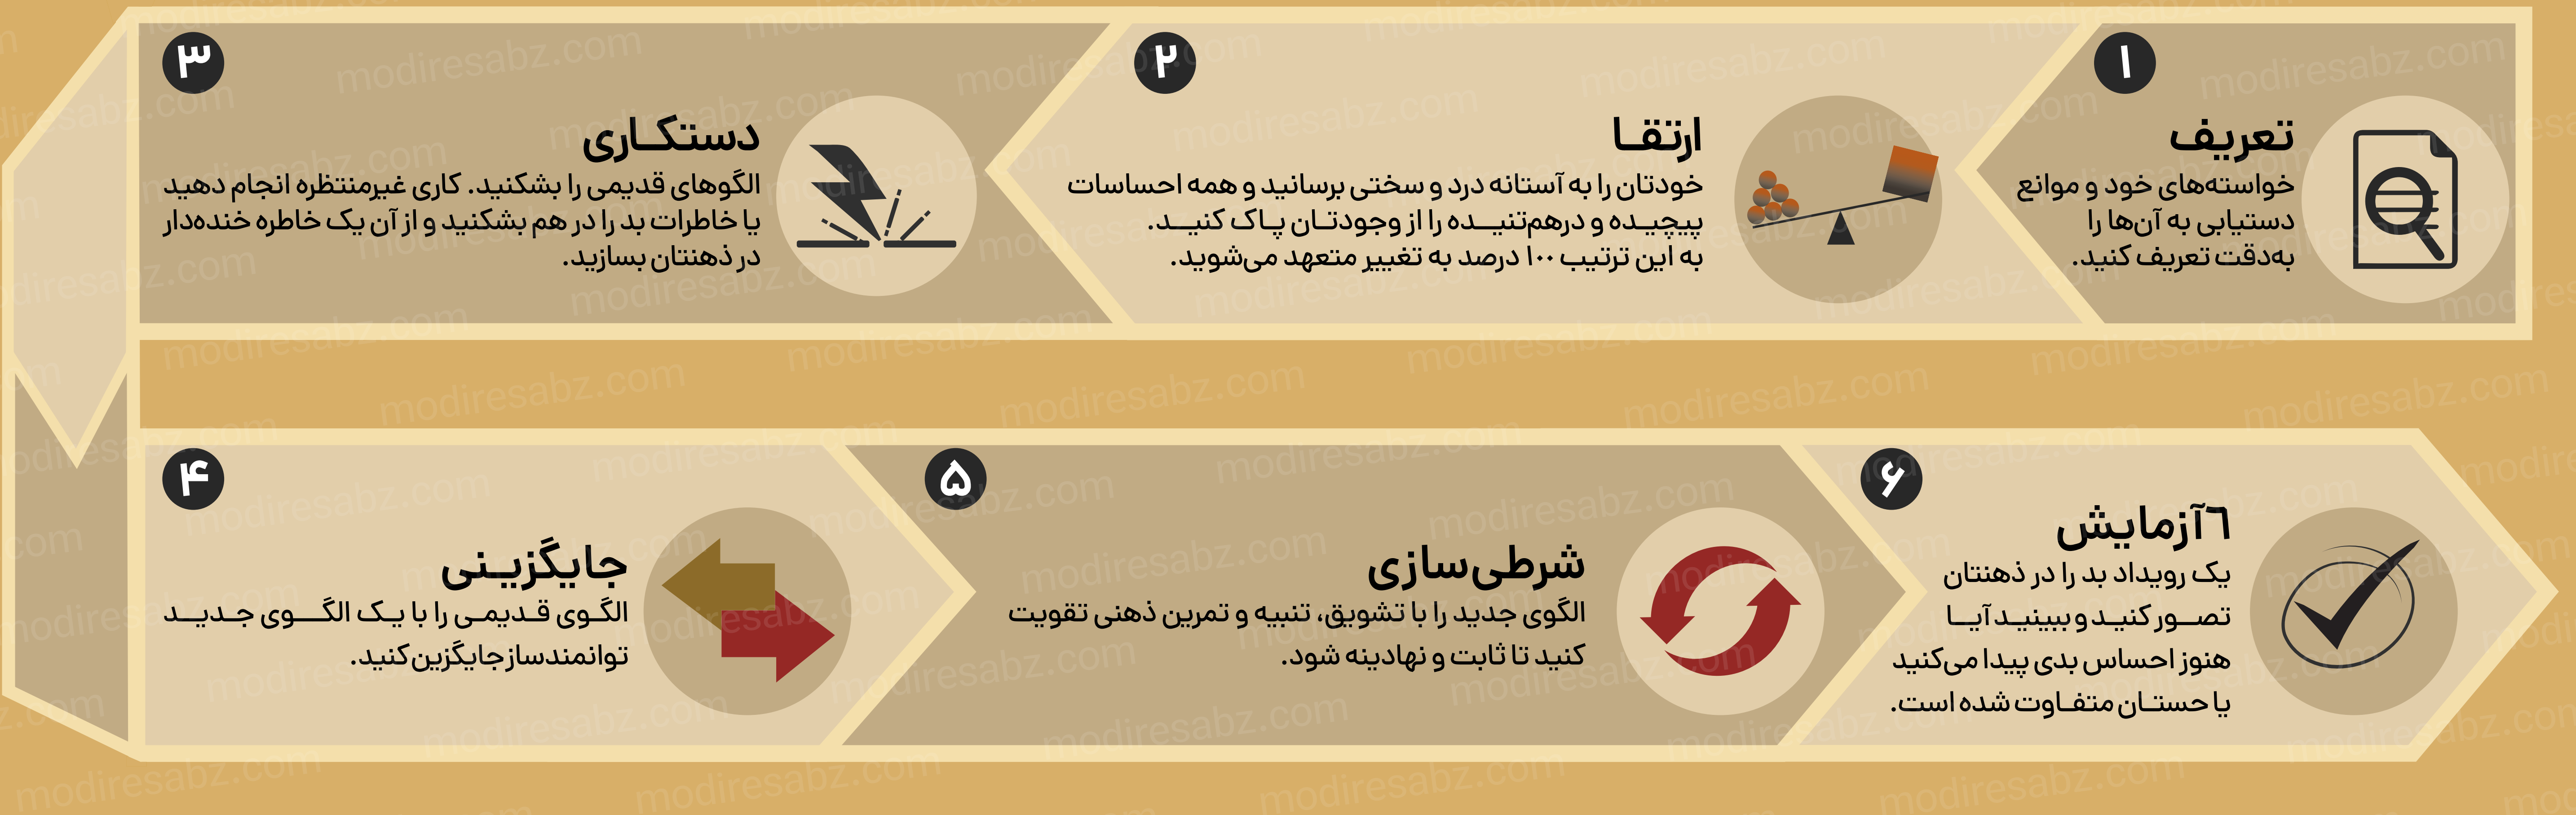 ۱
تعریف
خواسته‌های خود و موانع
دستیابی به آن‌ها را
به‌دقت تعریف کنید.
۲
ارتقـا
خودتان را به آستانه درد و سختی برسانید و همه احساسات
پیچیـده و درهم‌تنیـده را از وجودتـان پـاک کنیـد.
به این ترتیب ۱۰۰ درصد به تغییر متعهد می‌شوید.
۳
دستکـاری
الگوهای قدیمی را بشکنید. کاری غیرمنتظره انجام دهید
یا خاطرات بد را در هم بشکنید و از آن یک خاطره خنده‌دار
در ذهنتان بسازید.
۴
جایگزیـنی
الگـوی قـدیمـی را با یـک الگـوی جـدیـد
توانمندساز جایگزین کنید.
۵
شرطی‌سازی
الگوی جدید را با تشویق، تنبیه و تمرین ذهنی تقویت
کنید تا ثابت و نهادینه شود.
۶
٦آزمایش
یک رویداد بد را در ذهنتان
تصـور کنیـد و ببینیـد آیـا
هنوز احساس بدی پیدا می‌کنید
یا حستـان متفـاوت شده است.
modiresabz.com